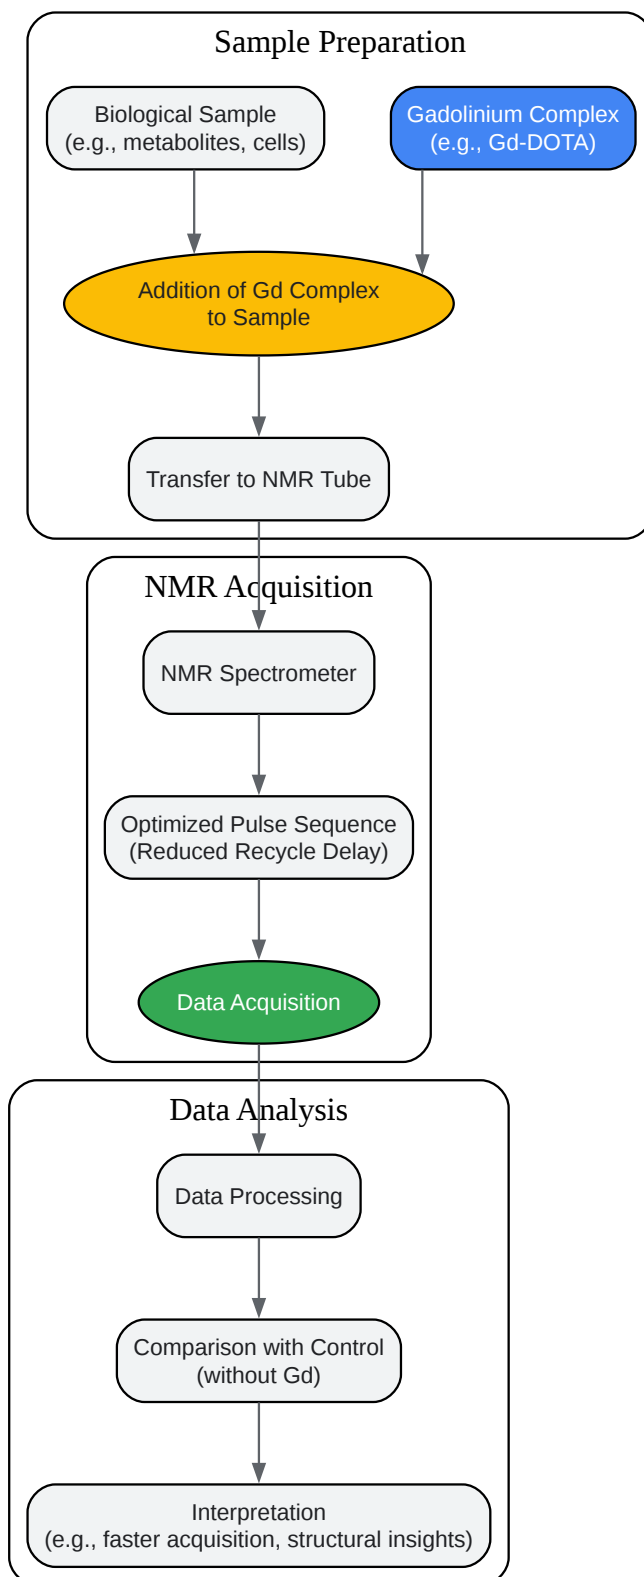 Sample Preparation
Biological Sample
(e.g., metabolites, cells)
Gadolinium Complex
(e.g., Gd-DOTA)
Addition of Gd Complex
to Sample
Transfer to NMR Tube
NMR Acquisition
NMR Spectrometer
Optimized Pulse Sequence
(Reduced Recycle Delay)
Data Acquisition
Data Analysis
Data Processing
Comparison with Control
(without Gd)
Interpretation
(e.g., faster acquisition, structural insights)